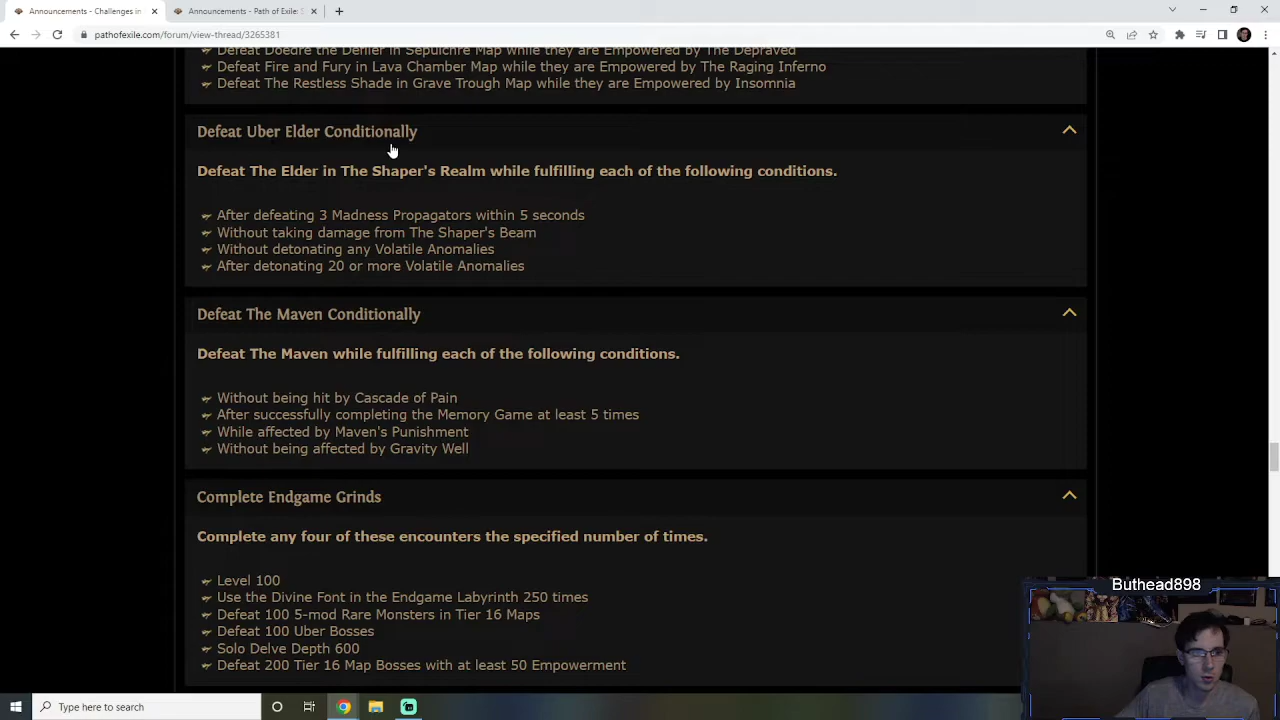 Announcements - Challenges in
Announcements - Path of Exile: S
pathofexile.com/forum/view-thread/3265381
Defeat Doedre the Defiler in Sepulchre Map while they are Empowered by The Depraved
Defeat Fire and Fury in Lava Chamber Map while they are Empowered by The Raging Inferno
Defeat The Restless Shade in Grave Trough Map while they are Empowered by Insomnia
Defeat Uber Elder Conditionally
Defeat The Elder in The Shaper's Realm while fulfilling each of the following conditions.
After defeating 3 Madness Propagators within 5 seconds
Without taking damage from The Shaper's Beam
Without detonating any Volatile Anomalies
After detonating 20 or more Volatile Anomalies
Defeat The Maven Conditionally
Defeat The Maven while fulfilling each of the following conditions.
Without being hit by Cascade of Pain
After successfully completing the Memory Game at least 5 times
While affected by Maven's Punishment
Without being affected by Gravity Well
Complete Endgame Grinds
Complete any four of these encounters the specified number of times.
Level 100
Use the Divine Font in the Endgame Labyrinth 250 times
Defeat 100 5-mod Rare Monsters in Tier 16 Maps
Defeat 100 Uber Bosses
Solo Delve Depth 600
Defeat 200 Tier 16 Map Bosses with at least 50 Empowerment
Buthead898
Type here to search